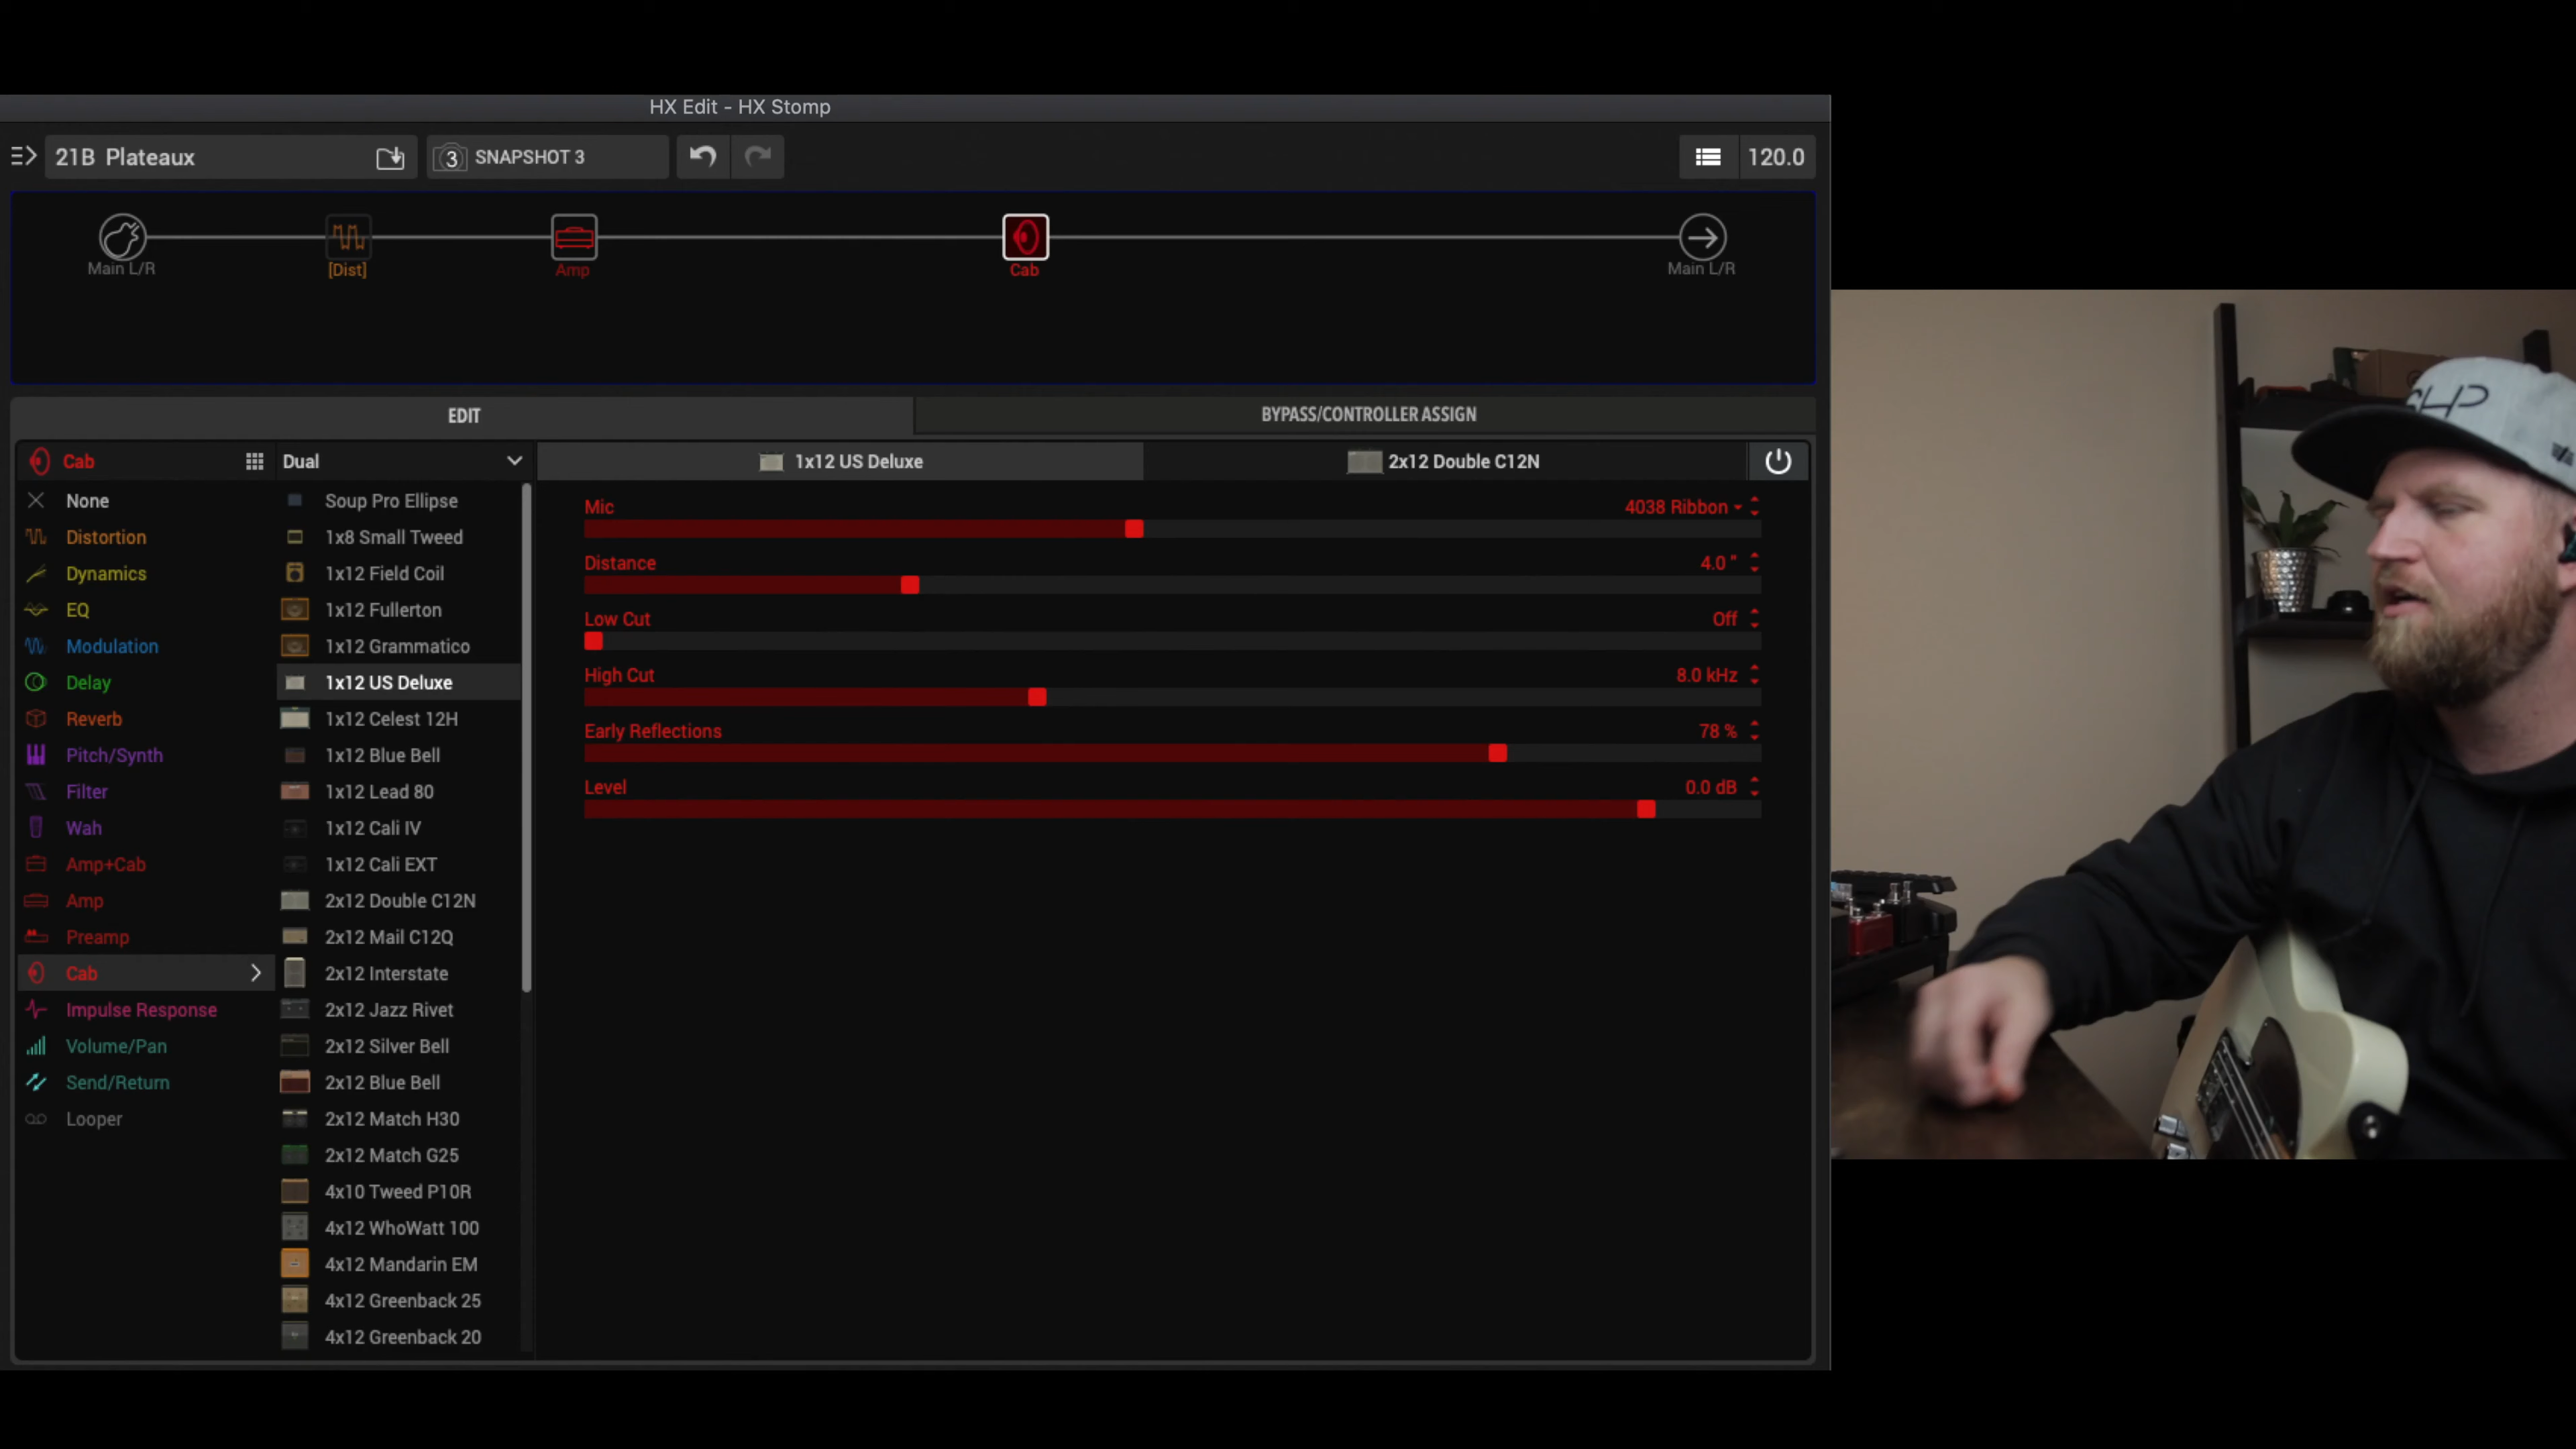 HX Edit - HX Stomp
21B Plateaux
3 SNAPSHOT 3
120.0
Main L/R
[Dist]
Amp
Cab
Main L/R
EDIT
BYPASS/CONTROLLER ASSIGN
Cab
Dual
1x12 US Deluxe
2x12 Double C12N
None
Distortion
Dynamics
EQ
Modulation
Delay
Reverb
Pitch/Synth
Filter
Wah
Amp+Cab
Amp
Preamp
Cab
Impulse Response
Volume/Pan
Send/Return
Looper
Soup Pro Ellipse
1x8 Small Tweed
1x12 Field Coil
1x12 Fullerton
1x12 Grammatico
1x12 US Deluxe
1x12 Celest 12H
1x12 Blue Bell
1x12 Lead 80
1x12 Cali IV
1x12 Cali EXT
2x12 Double C12N
2x12 Mail C12Q
2x12 Interstate
2x12 Jazz Rivet
2x12 Silver Bell
2x12 Blue Bell
2x12 Match H30
2x12 Match G25
4x10 Tweed P10R
4x12 WhoWatt 100
4x12 Mandarin EM
4x12 Greenback 25
4x12 Greenback 20
Mic 4038 Ribbon
Distance 4.0 "
Low Cut Off
High Cut 8.0 kHz
Early Reflections 78 %
Level 0.0 dB